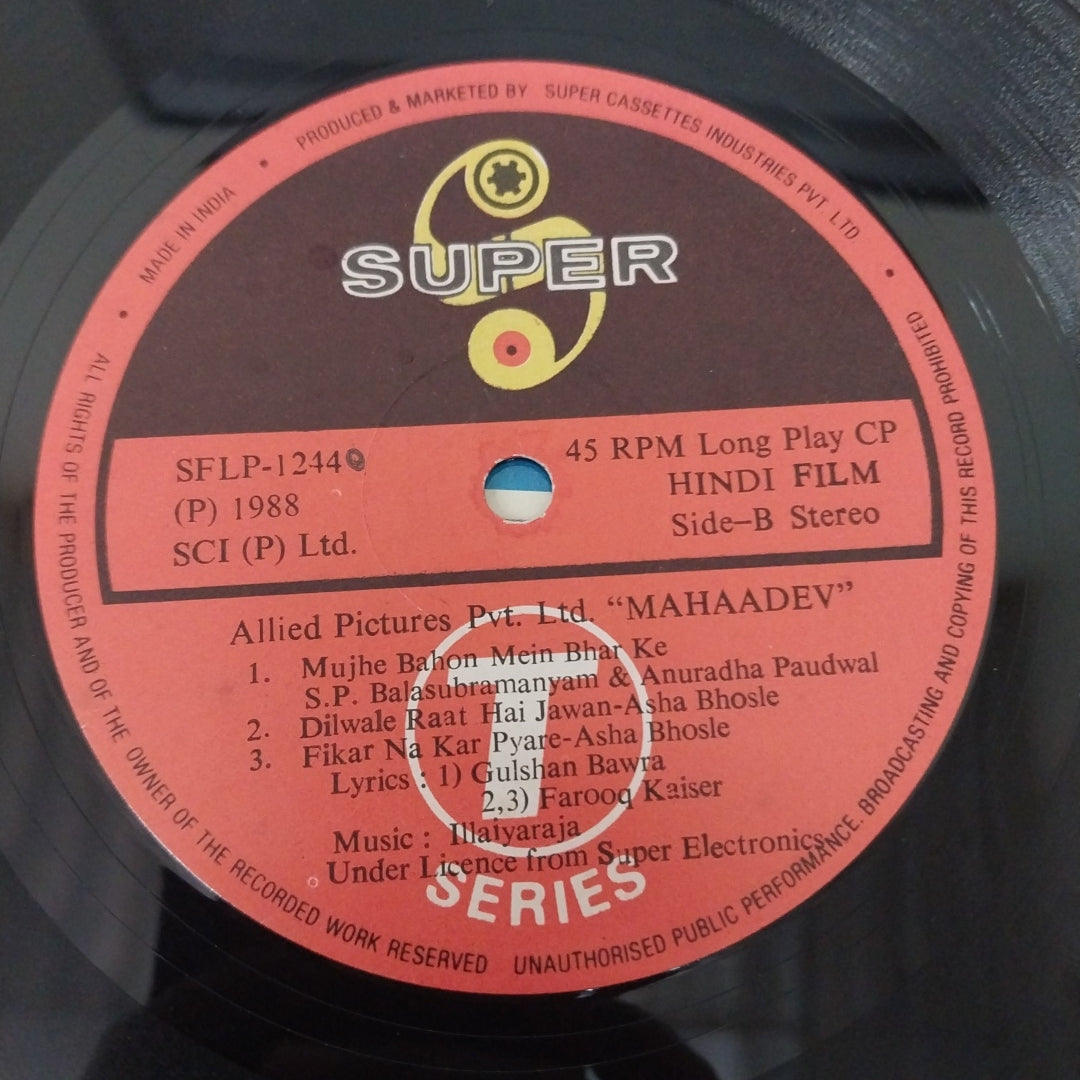 PRODUCED & MARKETED BY SUPER CASSETTES INDUSTRIES PVT. LTD
MADE IN INDIA
SUPER
SFLP-1244
45 RPM Long Play CP
(P) 1988
HINDI FILM
SCI (P) Ltd.
Side-B Stereo
Allied Pictures Pvt. Ltd. “MAHAADEV”
1. Mujhe Bahon Mein Bhar Ke
S.P. Balasubramanyam & Anuradha Paudwal
2. Dilwale Raat Hai Jawan-Asha Bhosle
3. Fikar Na Kar Pyare-Asha Bhosle
Lyrics : 1) Gulshan Bawra
2,3) Farooq Kaiser
Music : Illaiyaraja
Under Licence from Super Electronics.
T
SERIES
ALL RIGHTS OF THE PRODUCER AND OF THE OWNER OF THE RECORDED WORK RESERVED
UNAUTHORISED PUBLIC PERFORMANCE. BROADCASTING AND COPYING OF THIS RECORD PROHIBITED